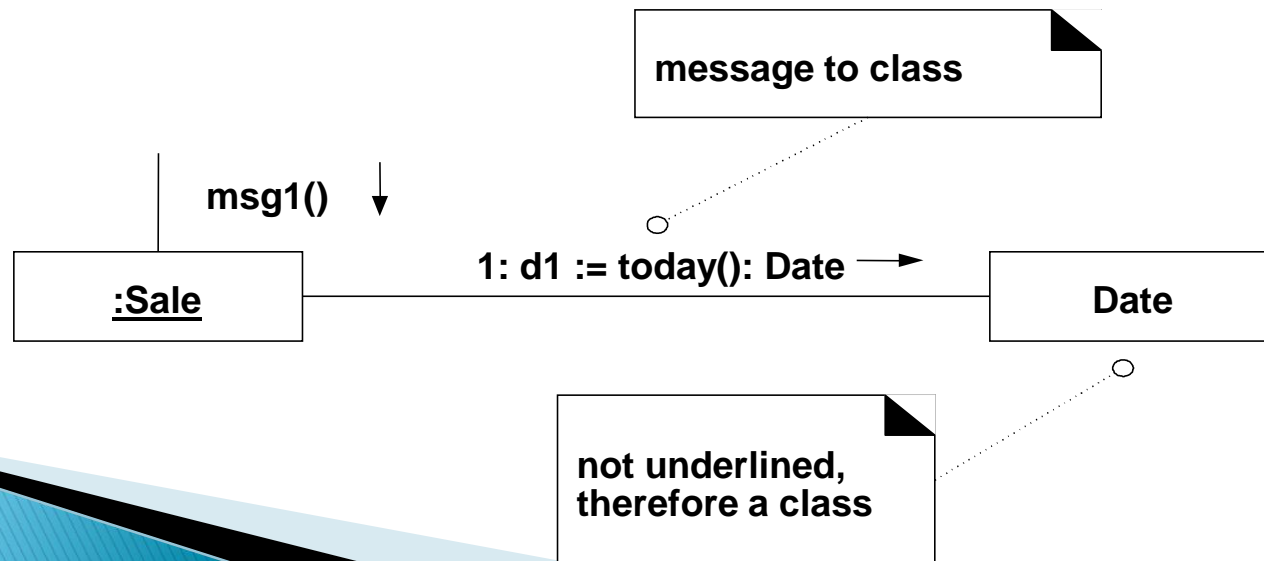 message to class
msg1()
1: d1 := today(): Date
:Sale
Date
not underlined,
therefore a class